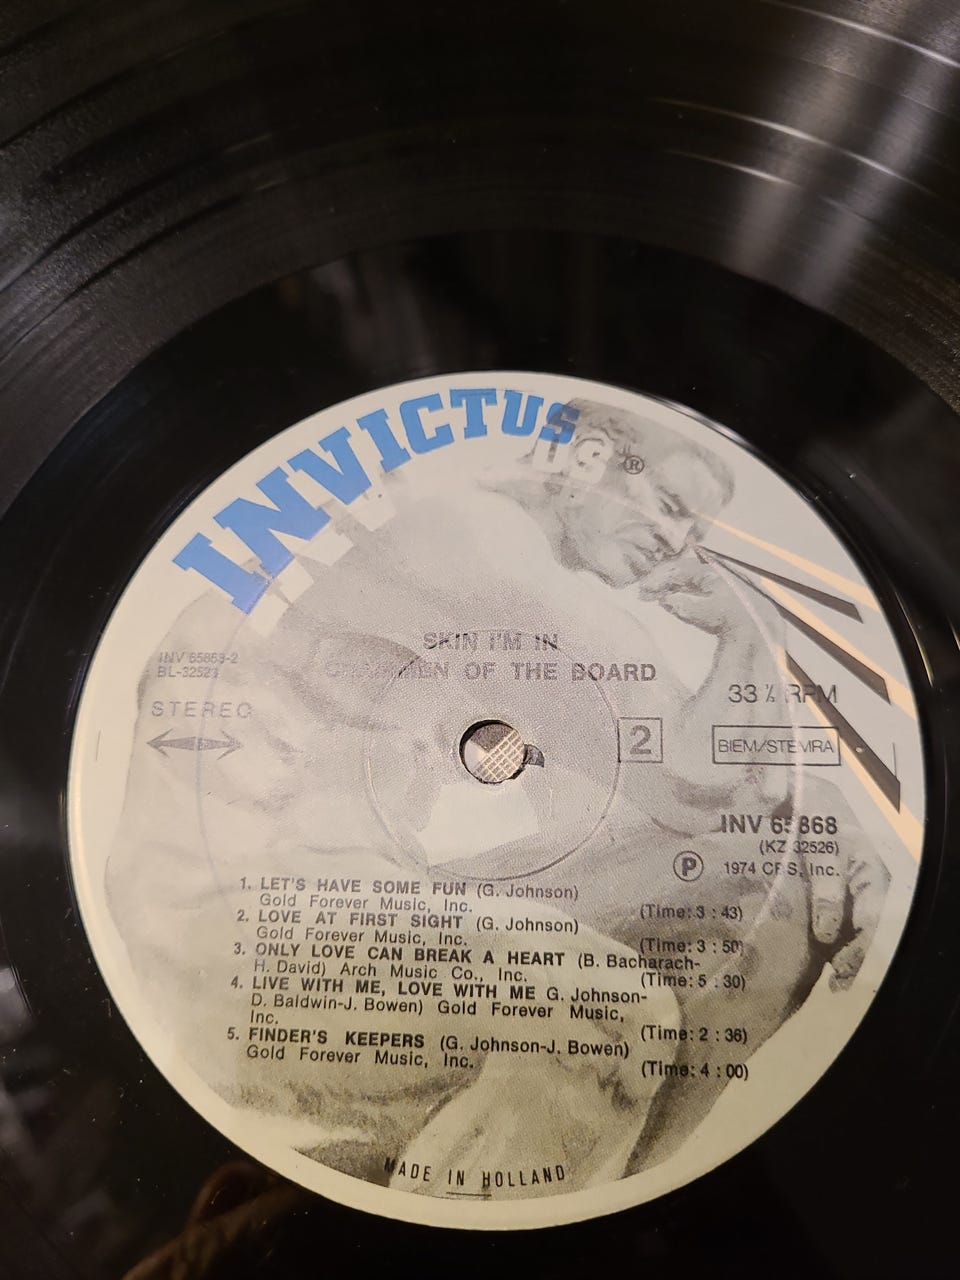 INVICTUS
US ®
SKIN I'M IN
CHAIRMEN OF THE BOARD
INV 65868-2
BL-32523
STEREO
33 ⅓ RPM
2
BIEM/STEMRA
INV 65868
(KZ 32526)
Ⓟ 1974 CBS, Inc.
1. LET'S HAVE SOME FUN (G. Johnson)
Gold Forever Music, Inc.
(Time: 3 : 43)
2. LOVE AT FIRST SIGHT (G. Johnson)
Gold Forever Music, Inc.
(Time: 3 : 50)
3. ONLY LOVE CAN BREAK A HEART (B. Bacharach-
H. David) Arch Music Co., Inc.
(Time: 5 : 30)
4. LIVE WITH ME, LOVE WITH ME G. Johnson-
D. Baldwin-J. Bowen) Gold Forever Music,
Inc.
(Time: 2 : 36)
5. FINDER'S KEEPERS (G. Johnson-J. Bowen)
Gold Forever Music, Inc.
(Time: 4 : 00)
MADE IN HOLLAND